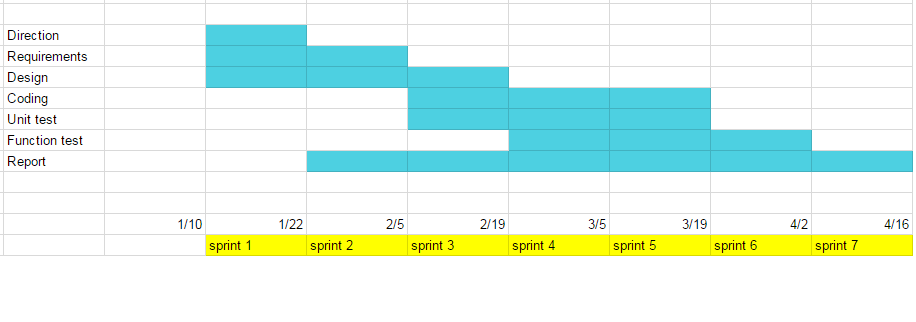 Direction
Requirements
Design
Coding
Unit test
Function test
Report
1/10 1/22 2/5 2/19 3/5 3/19 4/2 4/16
sprint 1 sprint 2 sprint 3 sprint 4 sprint 5 sprint 6 sprint 7